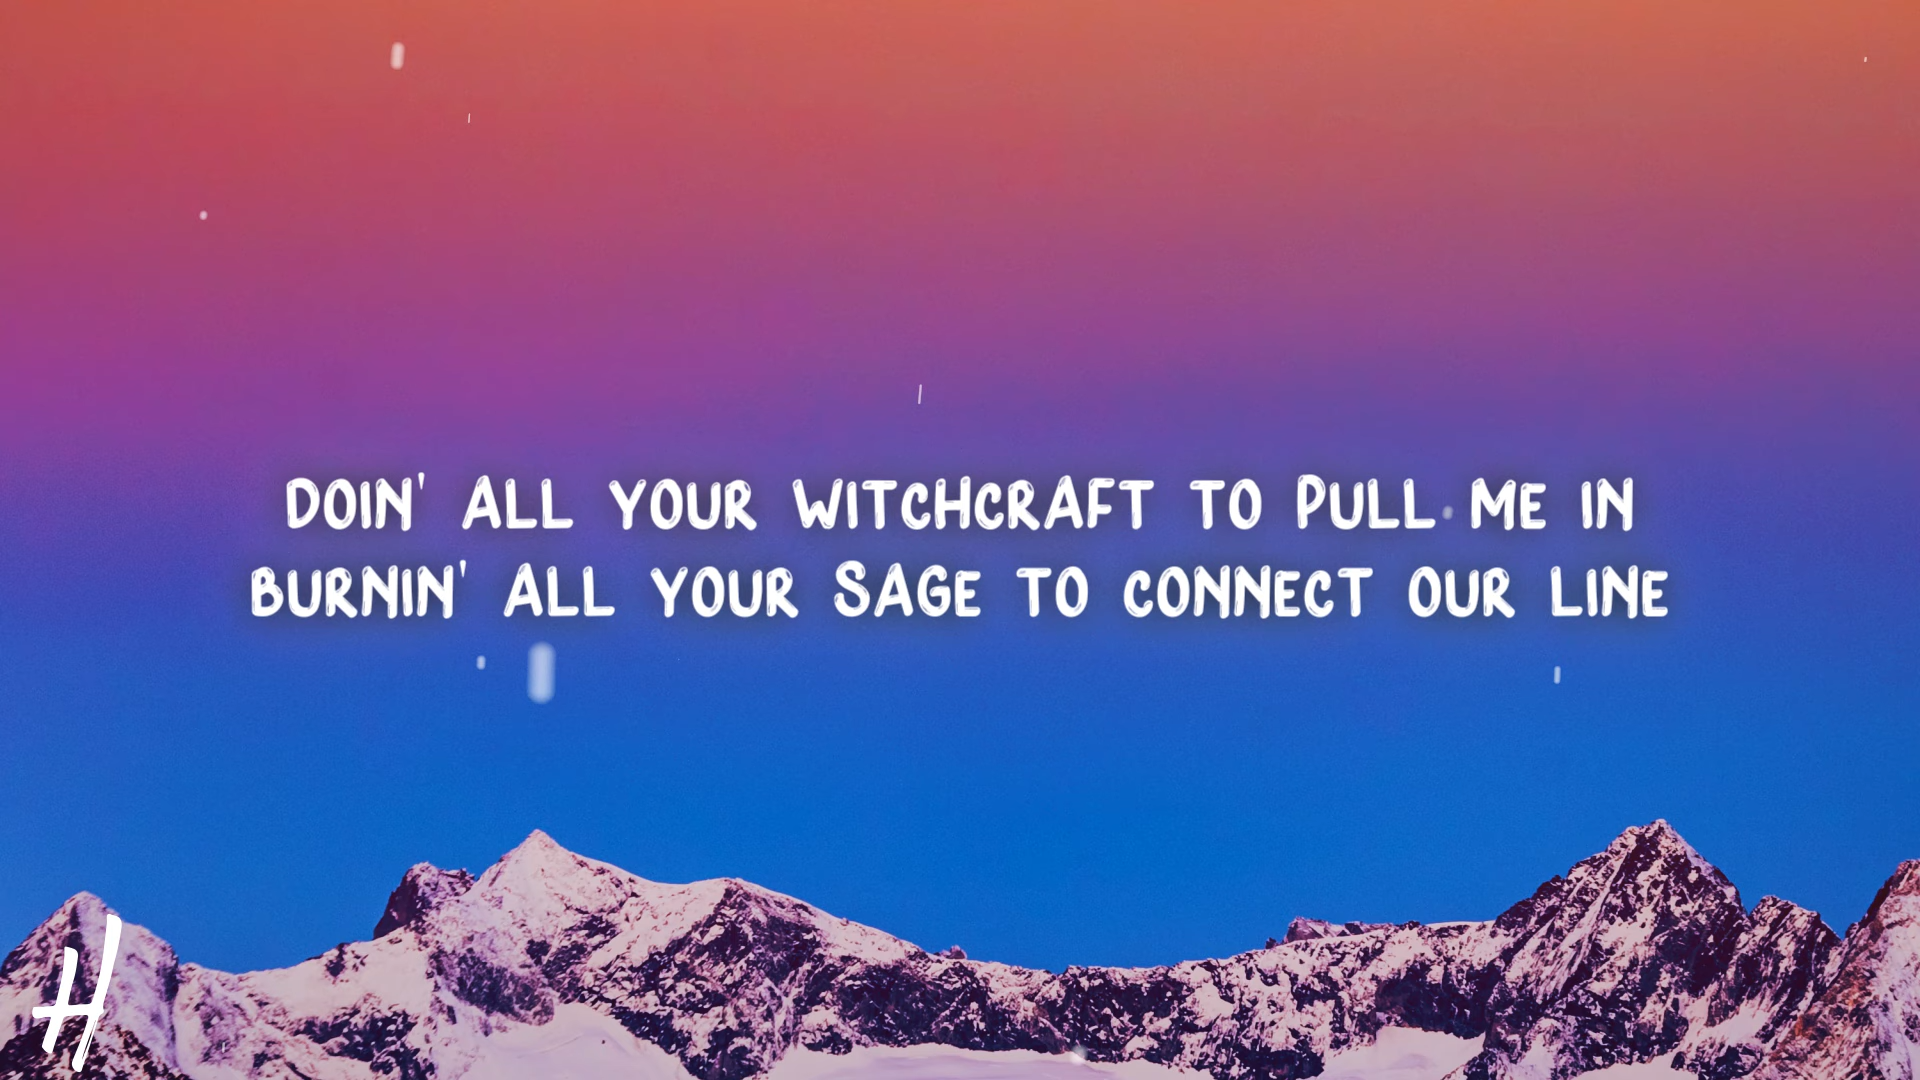 DOIN' ALL YOUR WITCHCRAFT TO PULL ME IN
BURNIN' ALL YOUR SAGE TO CONNECT OUR LINE
H